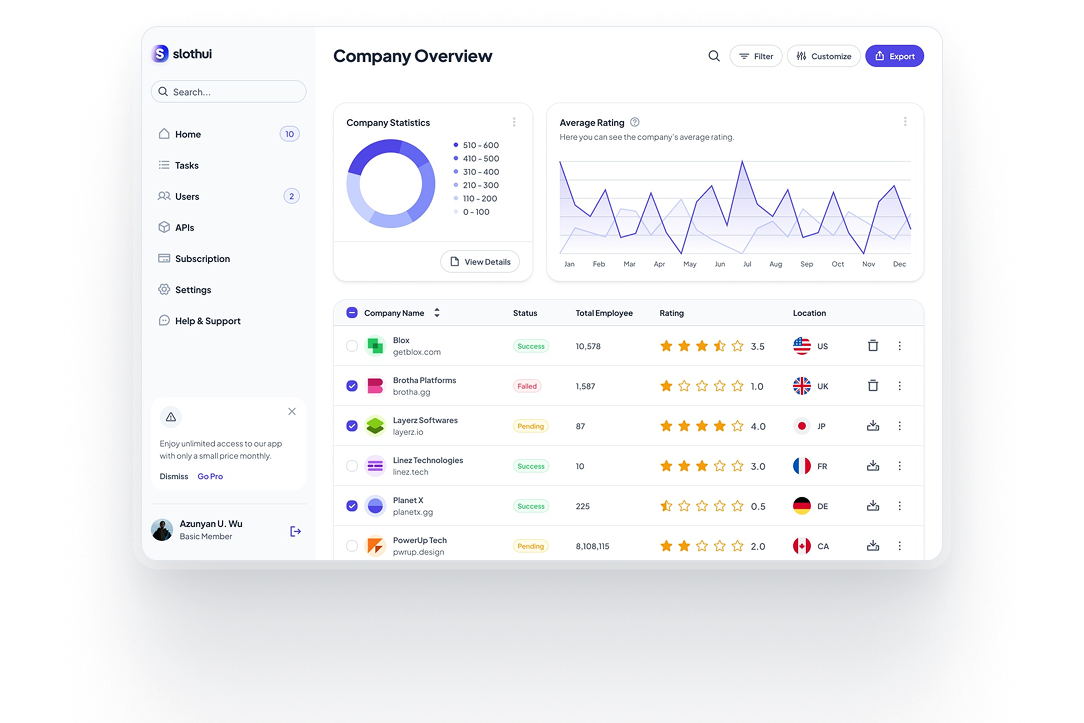 slothui
Search...
Home 10
Tasks
Users 2
APIs
Subscription
Settings
Help & Support
Enjoy unlimited access to our app
with only a small price monthly.
Dismiss Go Pro
Azunyan U. Wu
Basic Member
Company Overview
Filter Customize Export
Company Statistics
510 - 600
410 - 500
310 - 400
210 - 300
110 - 200
0 - 100
View Details
Average Rating
Here you can see the company's average rating.
Jan Feb Mar Apr May Jun Jul Aug Sep Oct Nov Dec
Company Name Status Total Employee Rating Location
Blox
getblox.com
Success 10,578 3.5 US
Brotha Platforms
brotha.gg
Failed 1,587 1.0 UK
Layerz Softwares
layerz.io
Pending 87 4.0 JP
Linez Technologies
linez.tech
Success 10 3.0 FR
Planet X
planetx.gg
Success 225 0.5 DE
PowerUp Tech
pwrup.design
Pending 8,108,115 2.0 CA